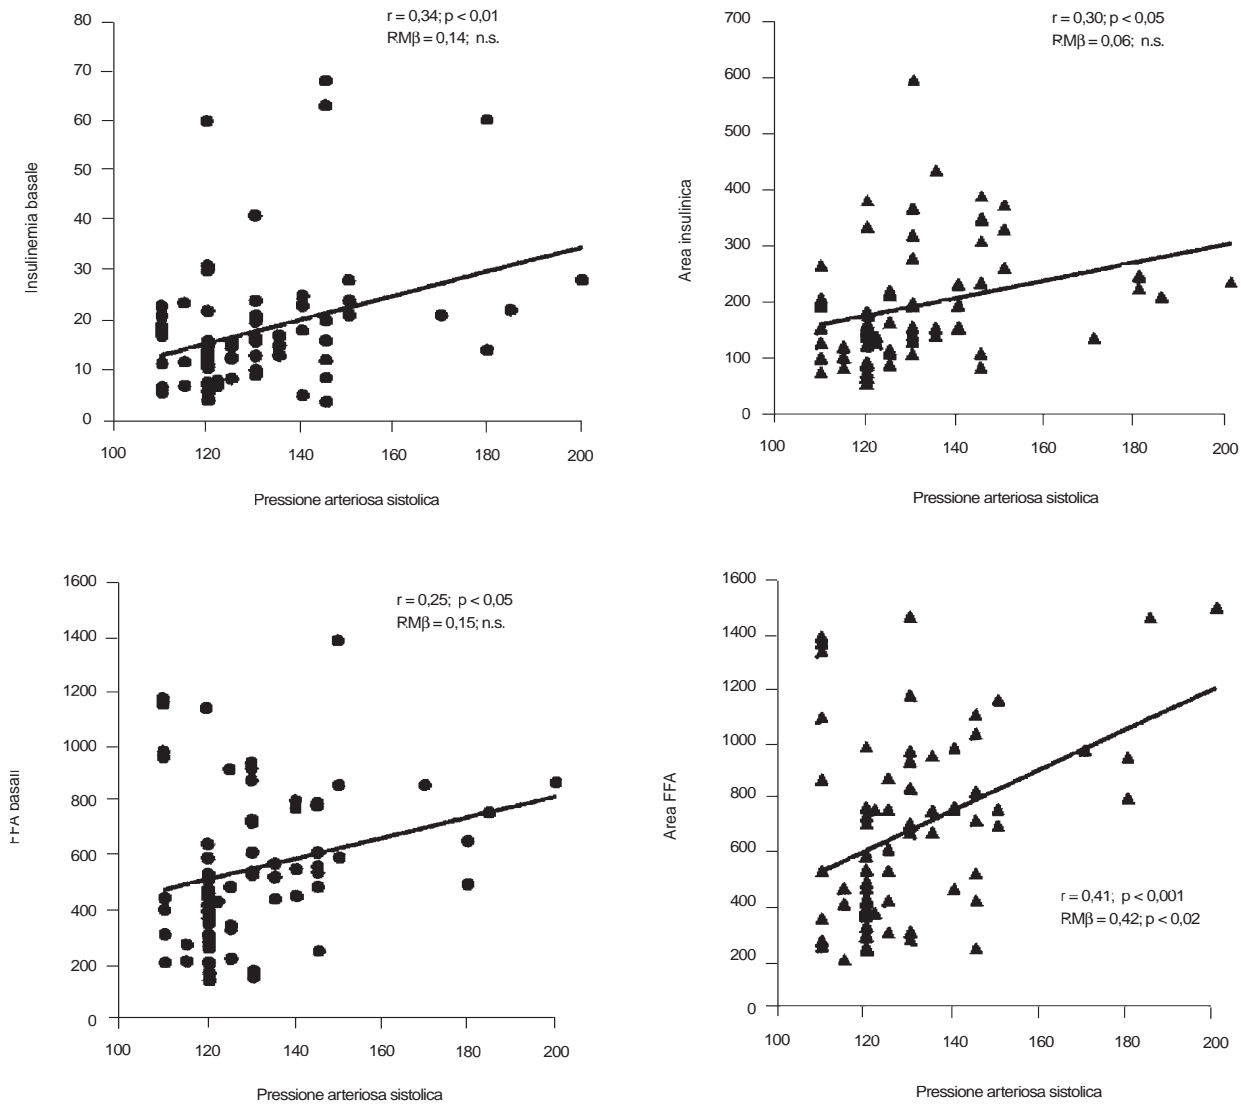 r = 0,34; p < 0,01
RMβ = 0,14; n.s.
80
70
60
50
40
30
20
10
0
Insulinemia basale
100 120 140 160 180 200
Pressione arteriosa sistolica
r = 0,30; p < 0,05
RMβ = 0,06; n.s.
700
600
500
400
300
200
100
0
Area insulinica
100 120 140 160 180 200
Pressione arteriosa sistolica
r = 0,25; p < 0,05
RMβ = 0,15; n.s.
1600
1400
1200
1000
800
600
400
200
0
FFA basali
100 120 140 160 180 200
Pressione arteriosa sistolica
1600
1400
1200
1000
800
600
400
200
0
Area FFA
r = 0,41; p < 0,001
RMβ = 0,42; p < 0,02
100 120 140 160 180 200
Pressione arteriosa sistolica